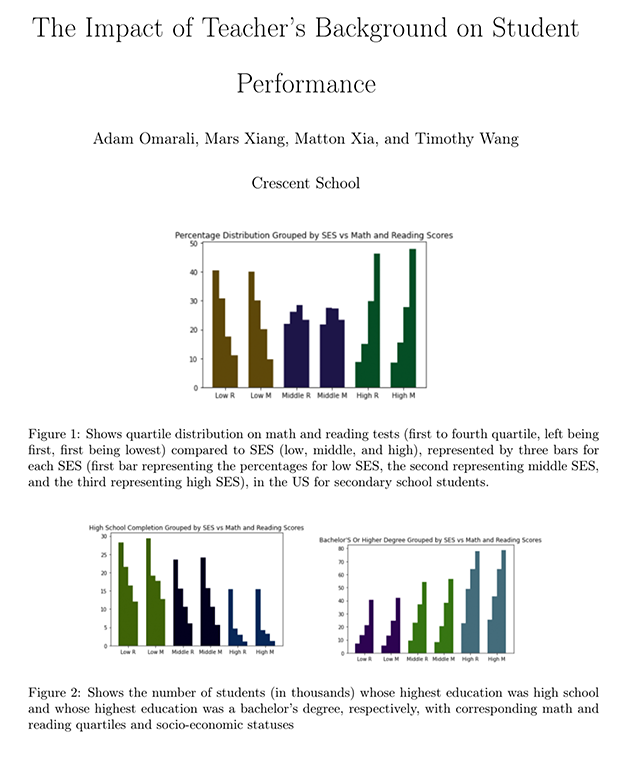 The Impact of Teacher's Background on Student
Performance
Adam Omarali, Mars Xiang, Matton Xia, and Timothy Wang
Crescent School
Percentage Distribution Grouped by SES vs Math and Reading Scores
50
40
30
20
10
0
Low R Low M Middle R Middle M High R High M
Figure 1: Shows quartile distribution on math and reading tests (first to fourth quartile, left being
first, first being lowest) compared to SES (low, middle, and high), represented by three bars for
each SES (first bar representing the percentages for low SES, the second representing middle SES,
and the third representing high SES), in the US for secondary school students.
High School Completion Grouped by SES vs Math and Reading Scores
30
25
20
15
10
5
0
Low R Low M Middle R Middle M High R High M
Bachelor'S Or Higher Degree Grouped by SES vs Math and Reading Scores
80
70
60
50
40
30
20
10
0
Low R Low M Middle R Middle M High R High M
Figure 2: Shows the number of students (in thousands) whose highest education was high school
and whose highest education was a bachelor's degree, respectively, with corresponding math and
reading quartiles and socio-economic statuses